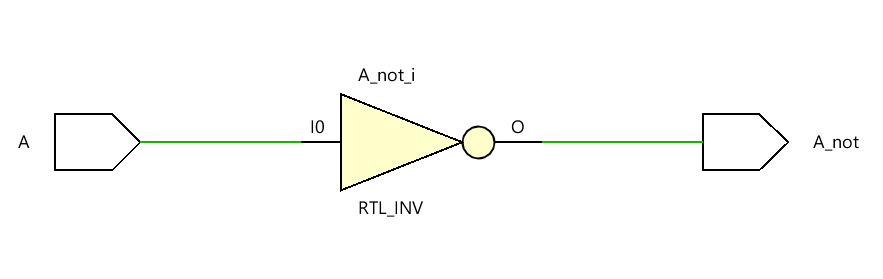 A_not_i
A
I0
O
A_not
RTL_INV